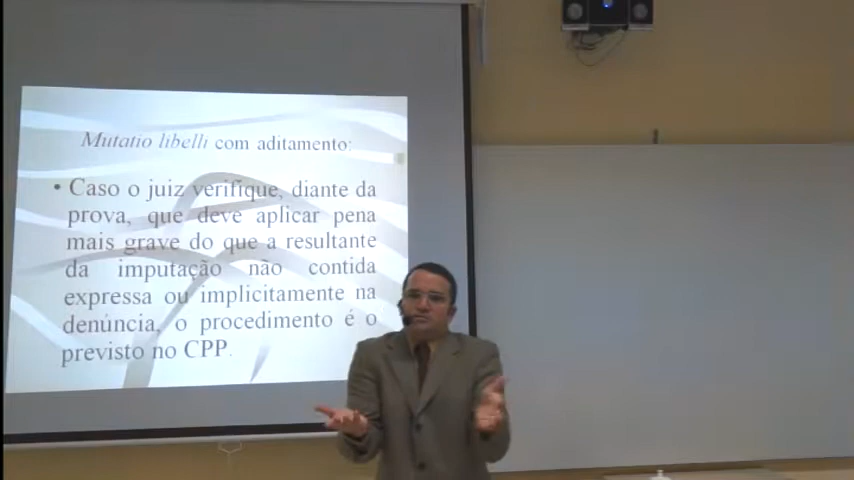 Mutatio libelli com aditamento:
• Caso o juiz verifique, diante da
prova, que deve aplicar pena
mais grave do que a resultante
da imputação não contida
expressa ou implicitamente na
denúncia, o procedimento é o
previsto no CPP.